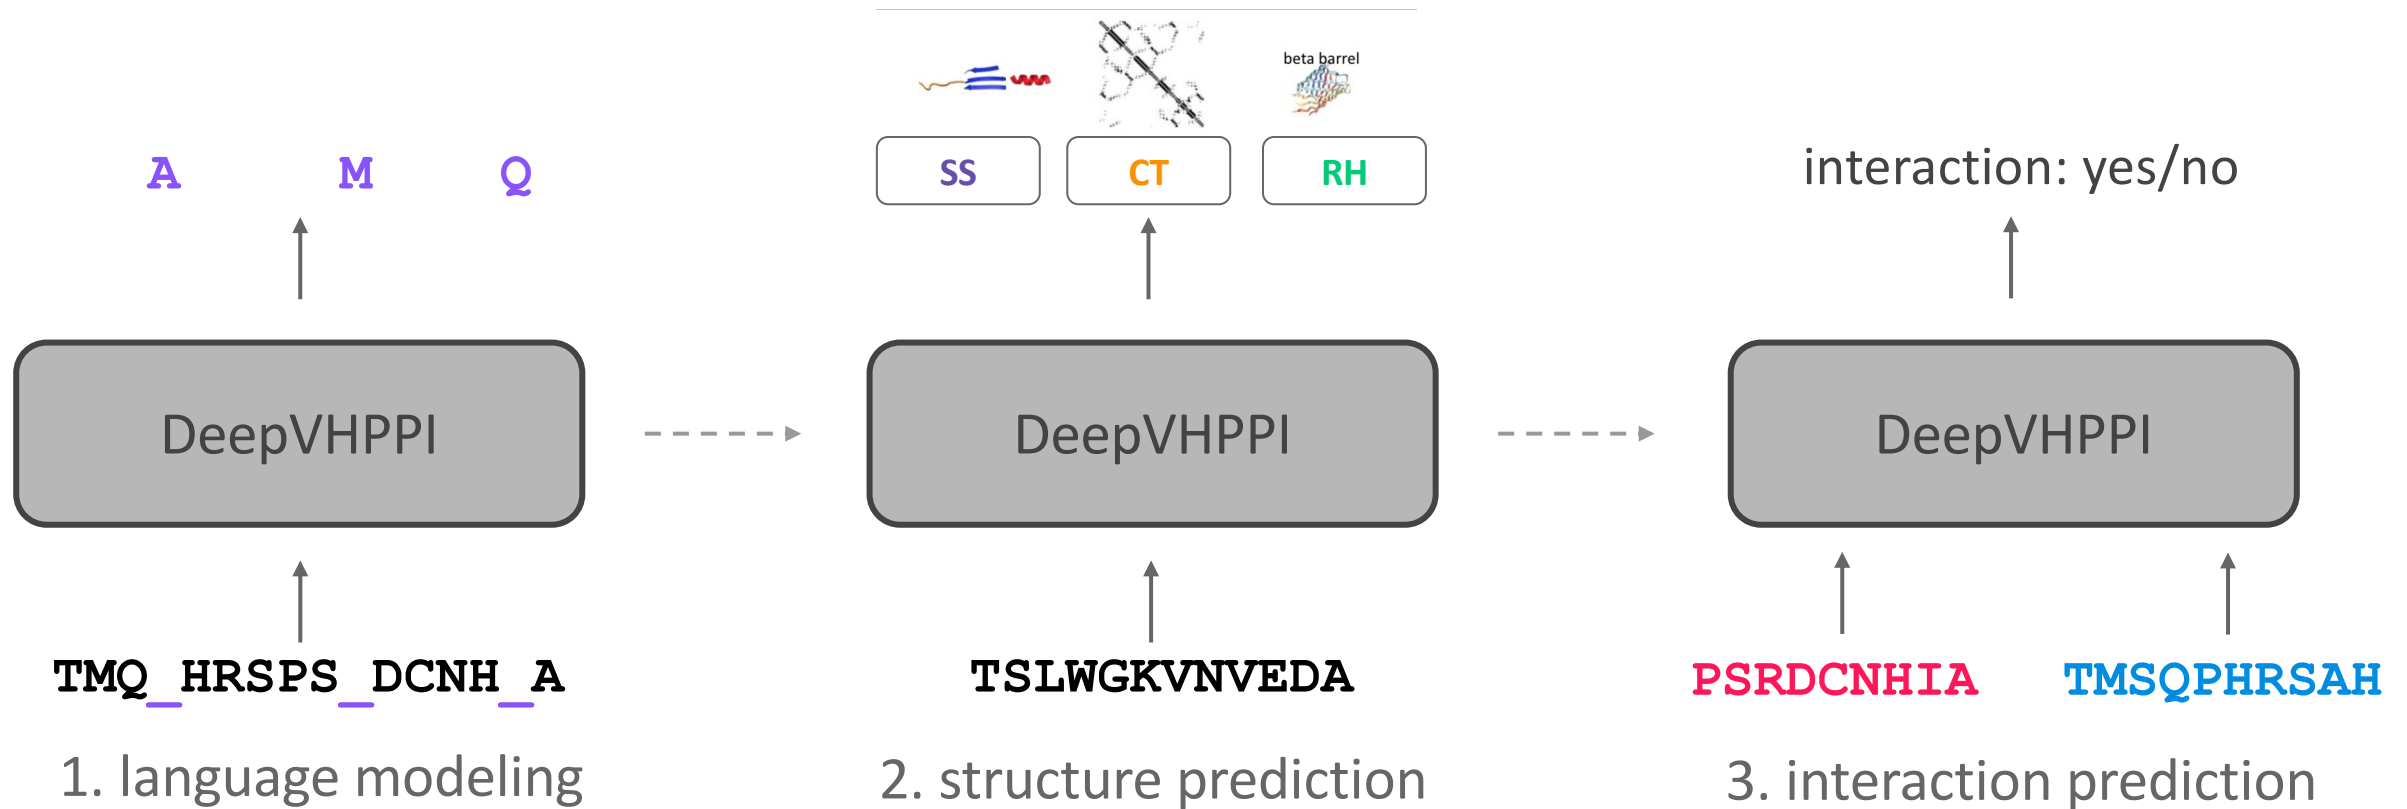 A M Q
DeepVHPPI
TMQ_HRSPS_DCNH_A
1. language modeling
beta barrel
SS CT RH
DeepVHPPI
TSLWGKVNVEDA
2. structure prediction
interaction: yes/no
DeepVHPPI
PSRDCNHIA TMSQPHRSAH
3. interaction prediction